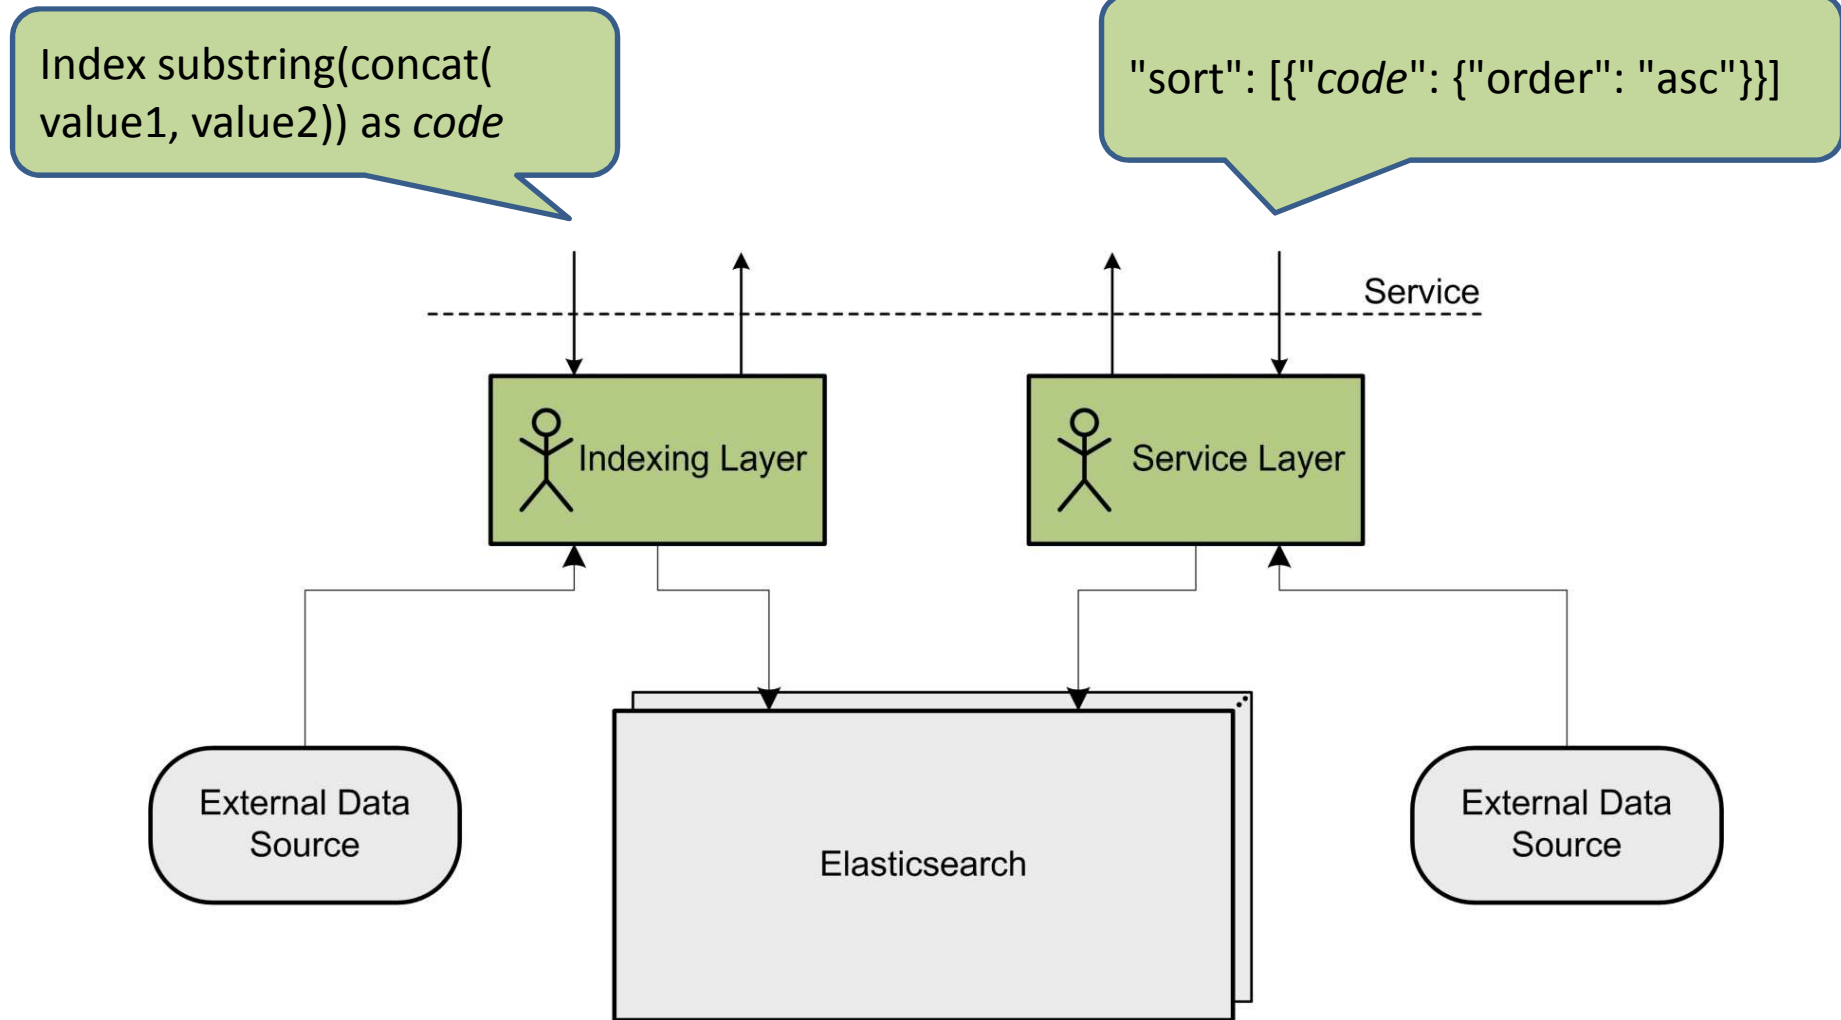 Index substring(concat(
value1, value2)) as code
"sort": [{"code": {"order": "asc"}}]
Service
Indexing Layer
Service Layer
External Data
Source
Elasticsearch
External Data
Source